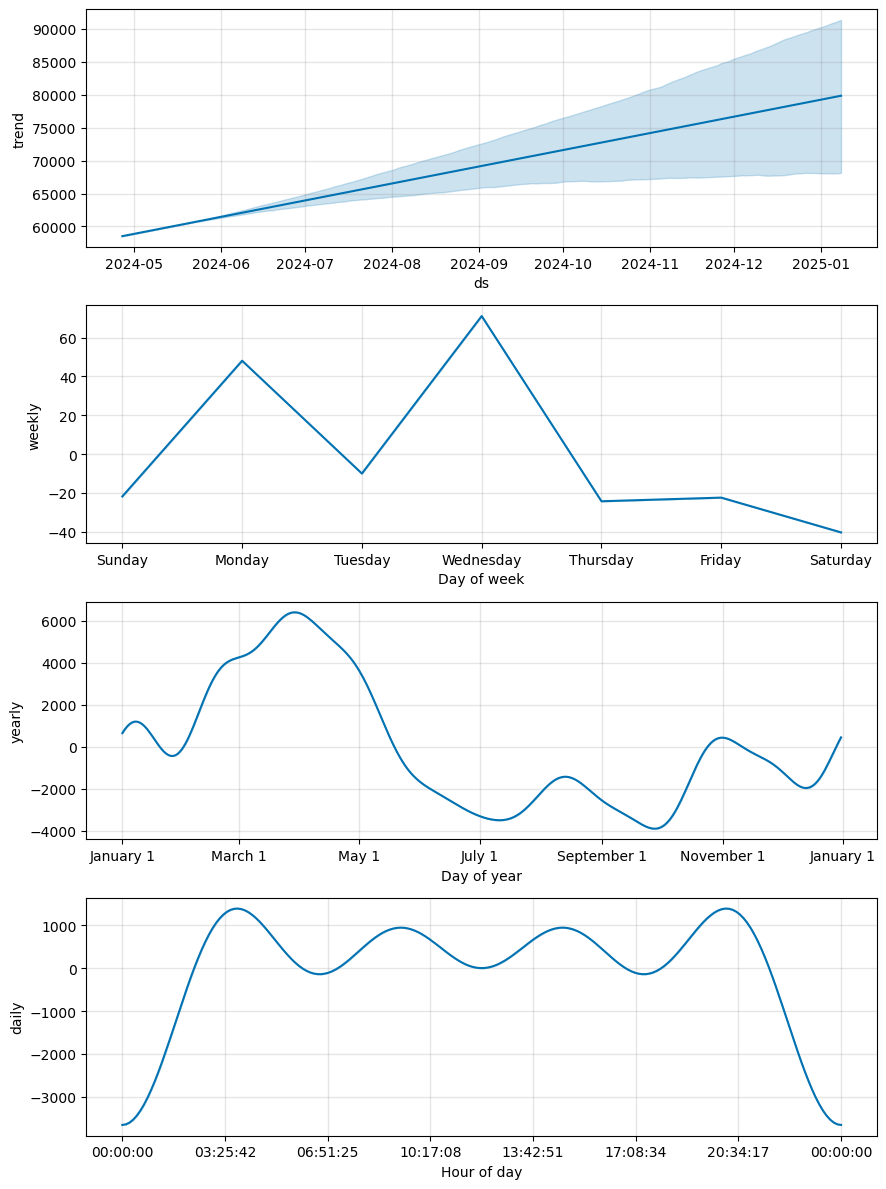 90000
85000
80000
75000
70000
65000
60000
trend
2024-05 2024-06 2024-07 2024-08 2024-09 2024-10 2024-11 2024-12 2025-01
ds
60
40
20
0
−20
−40
weekly
Sunday Monday Tuesday Wednesday Thursday Friday Saturday
Day of week
6000
4000
2000
0
−2000
−4000
yearly
January 1 March 1 May 1 July 1 September 1 November 1 January 1
Day of year
1000
0
−1000
−2000
−3000
daily
00:00:00 03:25:42 06:51:25 10:17:08 13:42:51 17:08:34 20:34:17 00:00:00
Hour of day